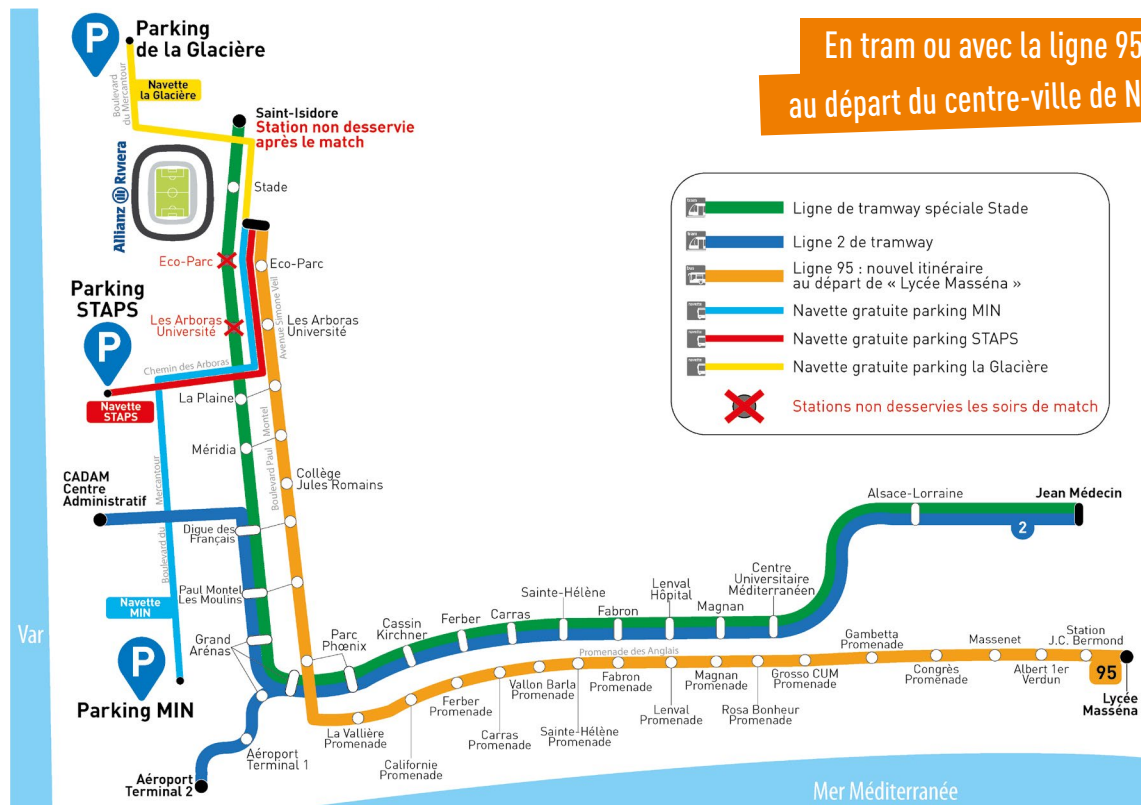 En tram ou avec la ligne 95
au départ du centre-ville de N
P
Parking
de la Glacière
Navette
la Glacière
Boulevard
du Mercantour
Saint-Isidore
Station non desservie
après le match
Allianz Riviera
Stade
Eco-Parc
Eco-Parc
Parking
STAPS
P
Les Arboras
Université
Les Arboras
Université
Avenue Simone Veil
Chemin des Arboras
Navette
STAPS
La Plaine
Méridia
Boulevard Paul Montel
Collège
Jules Romains
CADAM
Centre
Administratif
Boulevard du Mercantour
Digue des
Français
Navette
MIN
Paul Montel
Les Moulins
Grand
Arénas
Parc
Phœnix
P
Parking MIN
Var
Aéroport
Terminal 1
Aéroport
Terminal 2
tram
Ligne de tramway spéciale Stade
tram
Ligne 2 de tramway
bus
Ligne 95 : nouvel itinéraire
au départ de « Lycée Masséna »
navette
Navette gratuite parking MIN
navette
Navette gratuite parking STAPS
navette
Navette gratuite parking la Glacière
Stations non desservies les soirs de match
Cassin
Kirchner
Ferber
Carras
Sainte-Hélène
Fabron
Lenval
Hôpital
Magnan
Centre
Universitaire
Méditerranéen
Alsace-Lorraine
Jean Médecin
2
Promenade des Anglais
La Vallière
Promenade
Californie
Promenade
Ferber
Promenade
Carras
Promenade
Vallon Barla
Promenade
Sainte-Hélène
Promenade
Fabron
Promenade
Lenval
Promenade
Magnan
Promenade
Rosa Bonheur
Promenade
Grosso CUM
Promenade
Gambetta
Promenade
Congrès
Promenade
Massenet
Albert 1er
Verdun
Station
J.C. Bermond
95
Lycée
Masséna
Mer Méditerranée